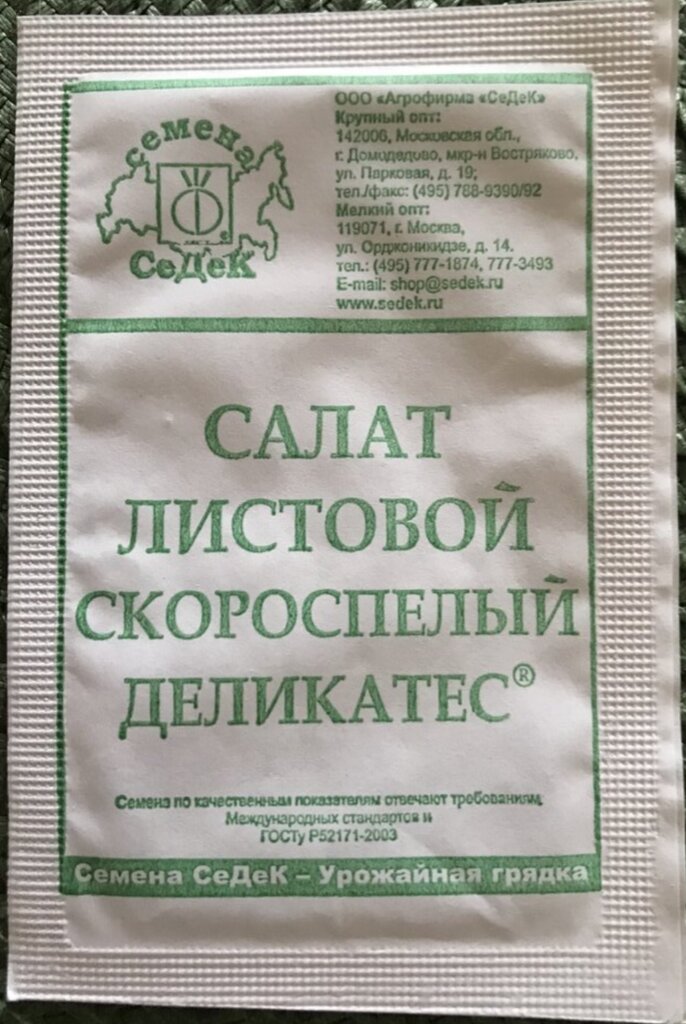 семена
СеДеК
ООО «Агрофирма «СеДеК»
Крупный опт:
142006, Московская обл.,
г. Домодедово, мкр-н Востряково,
ул. Парковая, д. 19;
тел./факс: (495) 788-9390/92
Мелкий опт:
119071, г. Москва,
ул. Орджоникидзе, д. 14.
тел.: (495) 777-1874, 777-3493
E-mail: shop@sedek.ru
www.sedek.ru
САЛАТ
ЛИСТОВОЙ
СКОРОСПЕЛЫЙ
ДЕЛИКАТЕС®
Семена по качественным показателям отвечают требованиям,
Международных стандартов и
ГОСТу Р52171-2003
Семена СеДеК – Урожайная грядка